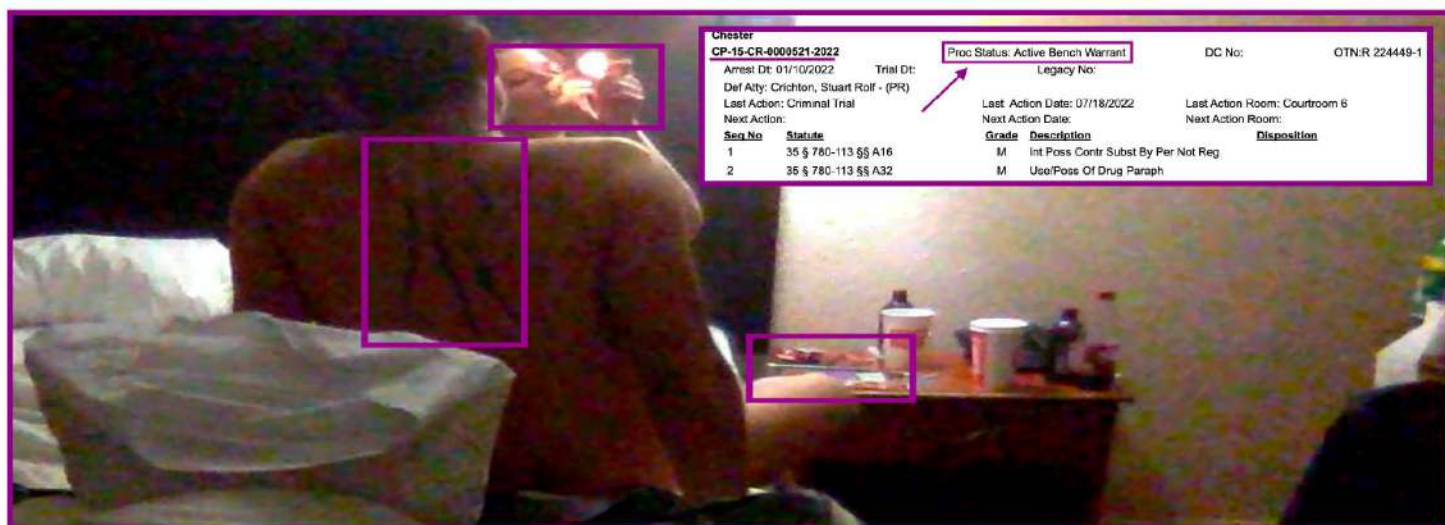 Chester
CP-15-CR-0000521-2022 Proc Status: Active Bench Warrant DC No: OTN:R 224449-1
Arrest Dt: 01/10/2022 Trial Dt: Legacy No:
Def Atty: Crichton, Stuart Rolf - (PR)
Last Action: Criminal Trial Last Action Date: 07/18/2022 Last Action Room: Courtroom 6
Next Action: Next Action Date: Next Action Room:
Seq No Statute Grade Description Disposition
1 35 § 780-113 §§ A16 M Int Poss Contr Subst By Per Not Reg
2 35 § 780-113 §§ A32 M Use/Poss Of Drug Paraph